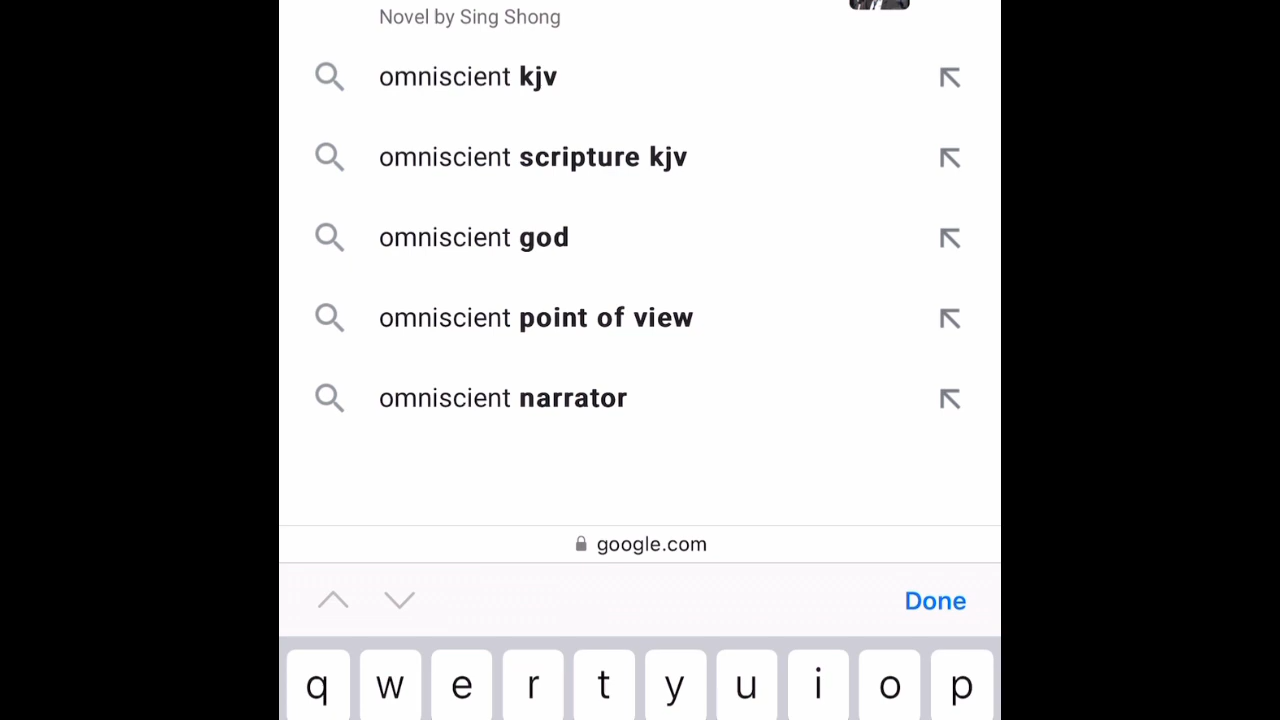 Novel by Sing Shong
omniscient kjv
omniscient scripture kjv
omniscient god
omniscient point of view
omniscient narrator
google.com
Done
q w e r t y u i o p